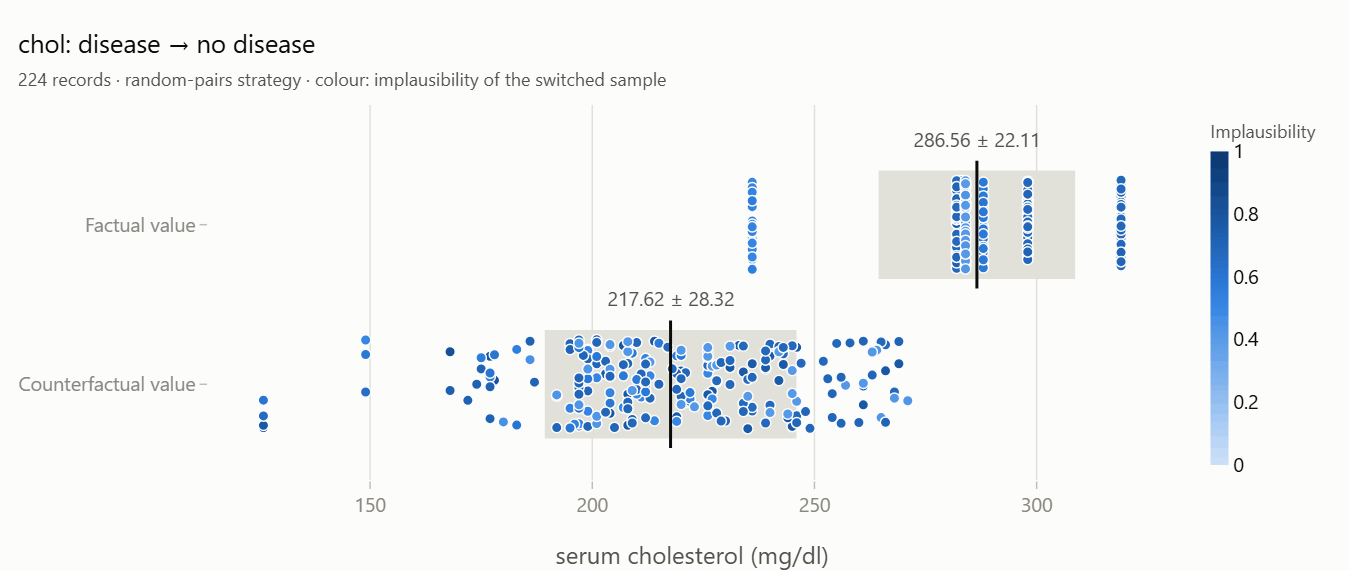 chol: disease → no disease
224 records · random-pairs strategy · colour: implausibility of the switched sample
Implausibility
286.56 ± 22.11
1
0.8
0.6
0.4
0.2
0
Factual value
217.62 ± 28.32
Counterfactual value
150
200
250
300
serum cholesterol (mg/dl)